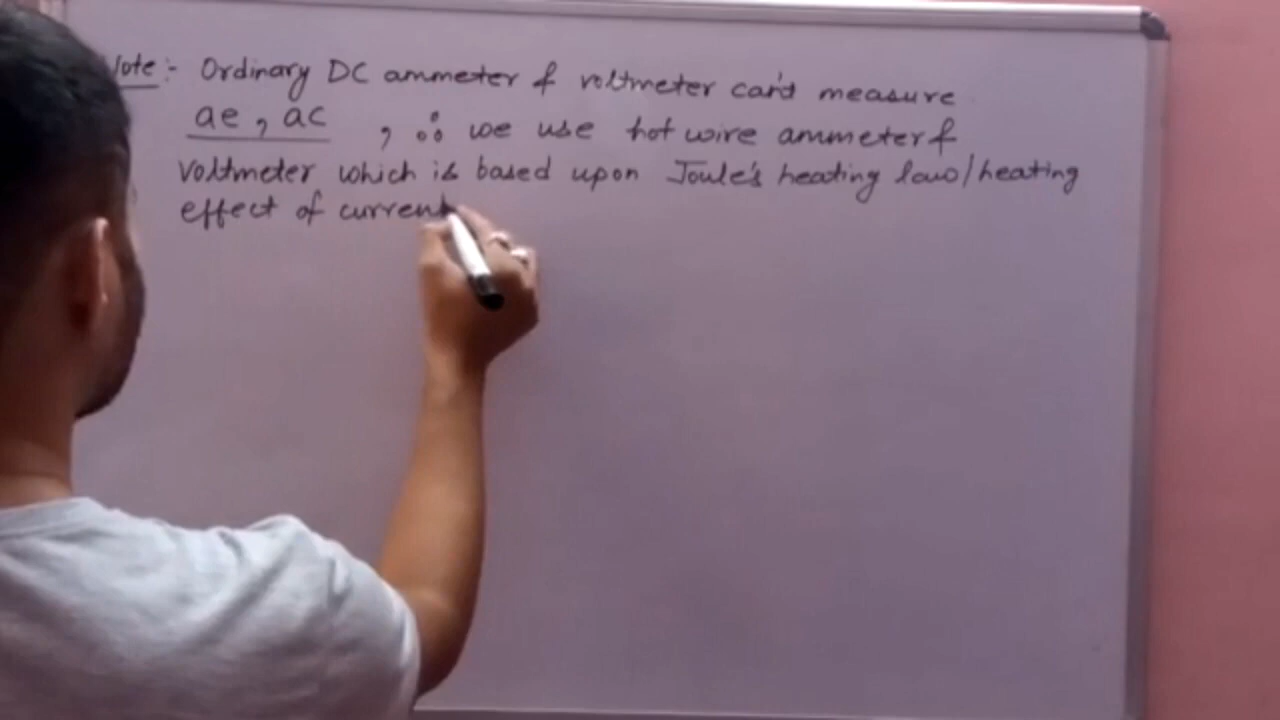 Note :- Ordinary DC ammeter & voltmeter can't measure
ae , ac , ∴ we use hot wire ammeter &
voltmeter which is based upon Joule's heating law/heating
effect of current